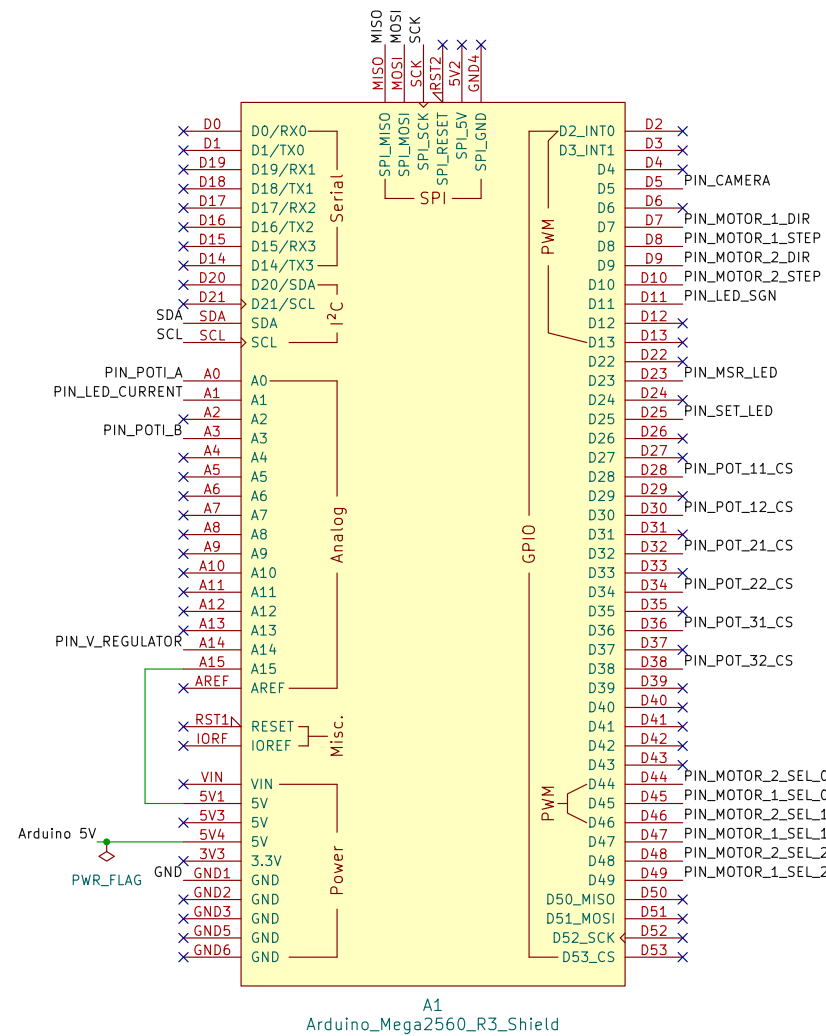 MISO MOSI SCK
MISO MOSI SCK RST2 5V2 GND4
SPI_MISO SPI_MOSI SPI_SCK SPI_RESET SPI_5V SPI_GND
SPI
D0 D0/RX0
D1 D1/TX0
D19 D19/RX1
D18 D18/TX1
D17 D17/RX2
D16 D16/TX2
D15 D15/RX3
D14 D14/TX3
Serial
D20 D20/SDA
D21 D21/SCL
SDA SDA SDA
SCL SCL SCL
I²C
PIN_POTI_A A0 A0
PIN_LED_CURRENT A1 A1
A2 A2
PIN_POTI_B A3 A3
A4 A4
A5 A5
A6 A6
A7 A7
A8 A8
A9 A9
A10 A10
A11 A11
A12 A12
A13 A13
PIN_V_REGULATOR A14 A14
A15 A15
AREF AREF
Analog
RST1 RESET
IORF IOREF
Misc.
VIN VIN
5V1 5V
5V3 5V
Arduino 5V 5V4 5V
PWR_FLAG
3V3 3.3V
GND GND1 GND
GND2 GND
GND3 GND
GND5 GND
GND6 GND
Power
D2_INT0 D2
D3_INT1 D3
D4 D4
D5 D5 PIN_CAMERA
D6 D6
D7 D7 PIN_MOTOR_1_DIR
D8 D8 PIN_MOTOR_1_STEP
D9 D9 PIN_MOTOR_2_DIR
D10 D10 PIN_MOTOR_2_STEP
D11 D11 PIN_LED_SGN
D12 D12
D13 D13
PWM
D22 D22
D23 D23 PIN_MSR_LED
D24 D24
D25 D25 PIN_SET_LED
D26 D26
D27 D27
D28 D28 PIN_POT_11_CS
D29 D29
D30 D30 PIN_POT_12_CS
D31 D31
D32 D32 PIN_POT_21_CS
D33 D33
D34 D34 PIN_POT_22_CS
D35 D35
D36 D36 PIN_POT_31_CS
D37 D37
D38 D38 PIN_POT_32_CS
D39 D39
D40 D40
D41 D41
D42 D42
D43 D43
GPIO
D44 D44 PIN_MOTOR_2_SEL_0
D45 D45 PIN_MOTOR_1_SEL_0
D46 D46 PIN_MOTOR_2_SEL_1
PWM
D47 D47 PIN_MOTOR_1_SEL_1
D48 D48 PIN_MOTOR_2_SEL_2
D49 D49 PIN_MOTOR_1_SEL_2
D50_MISO D50
D51_MOSI D51
D52_SCK D52
D53_CS D53
A1
Arduino_Mega2560_R3_Shield